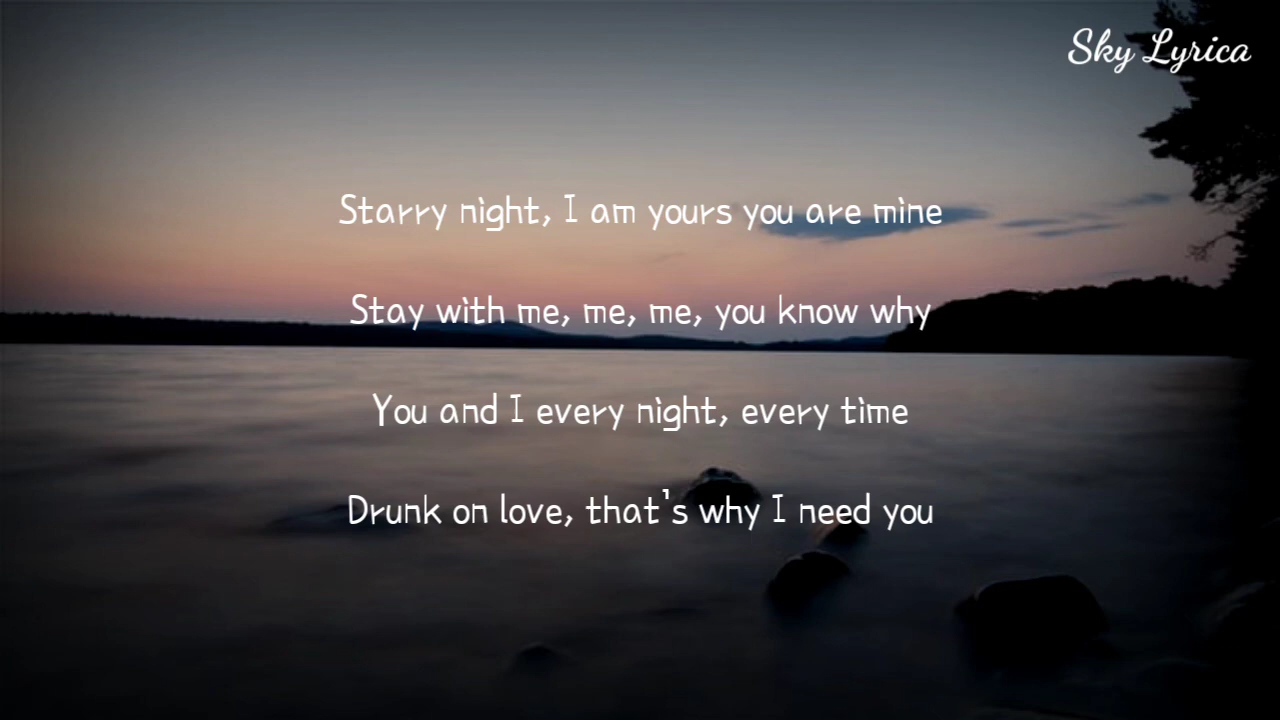 Sky Lyrica
Starry night, I am yours you are mine
Stay with me, me, me, you know why
You and I every night, every time
Drunk on love, that's why I need you